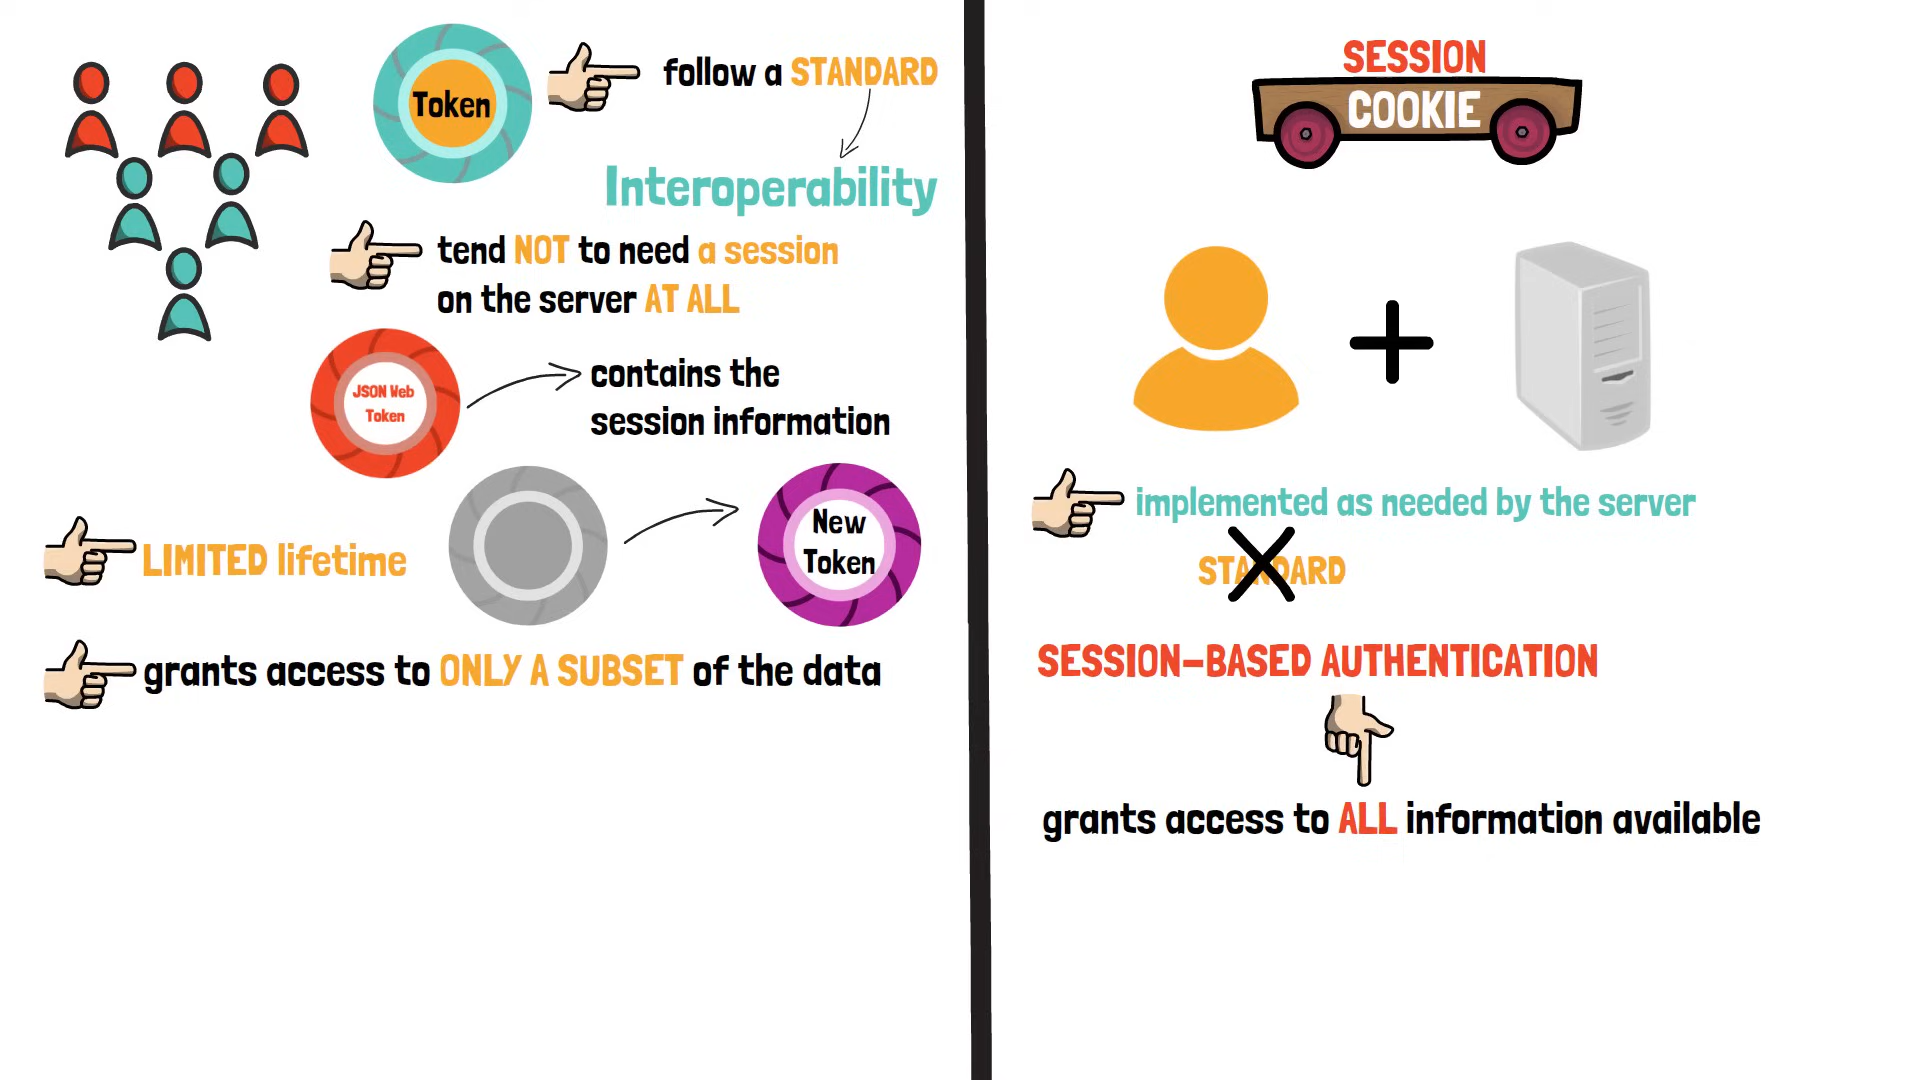 Token
follow a STANDARD
Interoperability
tend NOT to need a session
on the server AT ALL
JSON Web
Token
contains the
session information
LIMITED lifetime
New
Token
grants access to ONLY A SUBSET of the data
SESSION
COOKIE
implemented as needed by the server
STANDARD
SESSION-BASED AUTHENTICATION
grants access to ALL information available